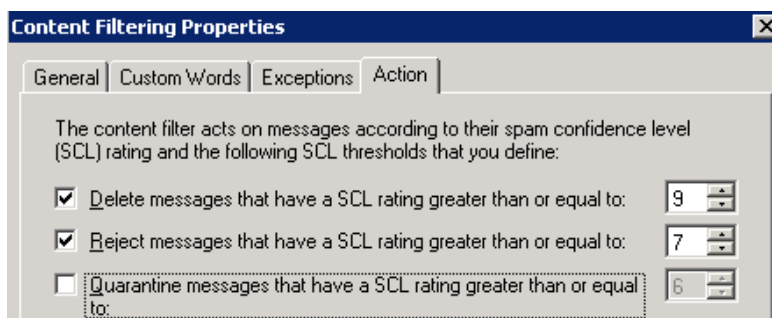 Content Filtering Properties
General Custom Words Exceptions Action
The content filter acts on messages according to their spam confidence level
(SCL) rating and the following SCL thresholds that you define:
Delete messages that have a SCL rating greater than or equal to: 9
Reject messages that have a SCL rating greater than or equal to: 7
Quarantine messages that have a SCL rating greater than or equal 6
to: